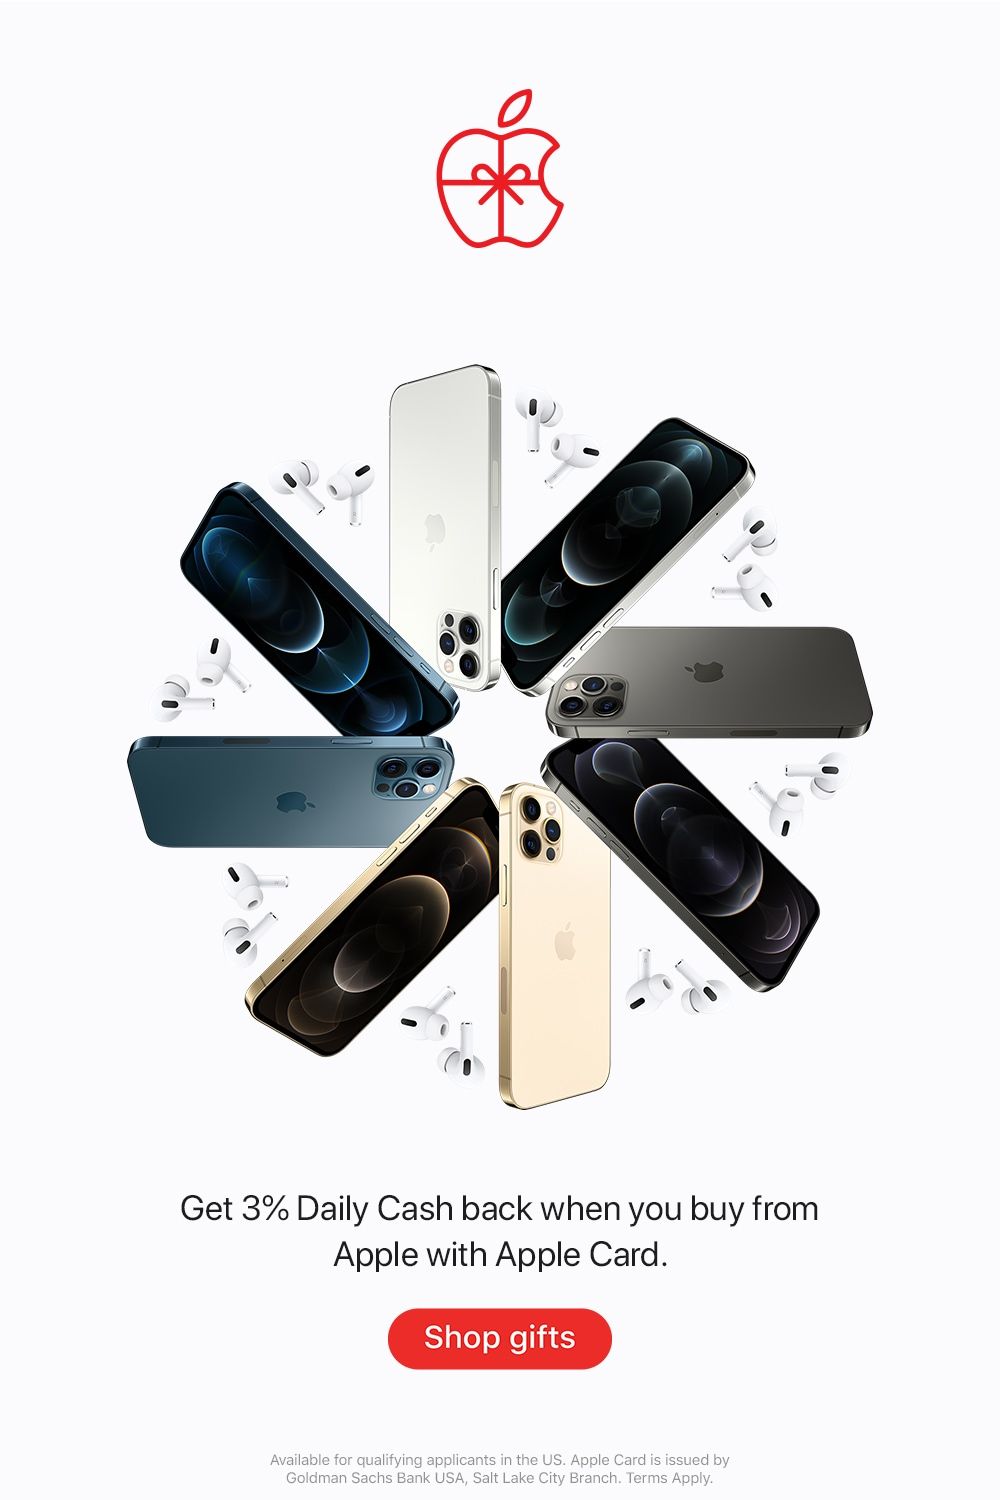 Get 3% Daily Cash back when you buy from
Apple with Apple Card.
Shop gifts
Available for qualifying applicants in the US. Apple Card is issued by
Goldman Sachs Bank USA, Salt Lake City Branch. Terms Apply.